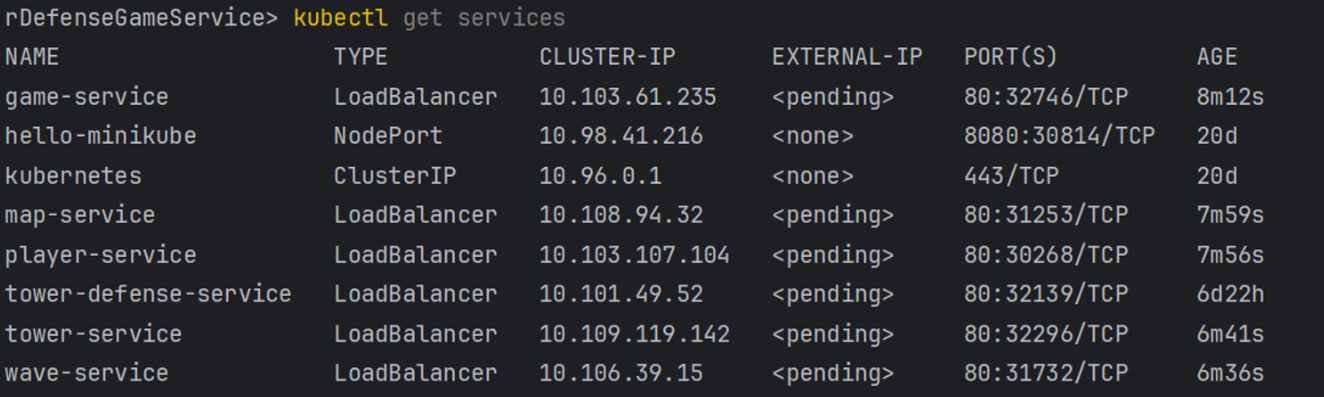 rDefenseGameService> kubectl get services
NAME TYPE CLUSTER-IP EXTERNAL-IP PORT(S) AGE
game-service LoadBalancer 10.103.61.235 <pending> 80:32746/TCP 8m12s
hello-minikube NodePort 10.98.41.216 <none> 8080:30814/TCP 20d
kubernetes ClusterIP 10.96.0.1 <none> 443/TCP 20d
map-service LoadBalancer 10.108.94.32 <pending> 80:31253/TCP 7m59s
player-service LoadBalancer 10.103.107.104 <pending> 80:30268/TCP 7m56s
tower-defense-service LoadBalancer 10.101.49.52 <pending> 80:32139/TCP 6d22h
tower-service LoadBalancer 10.109.119.142 <pending> 80:32296/TCP 6m41s
wave-service LoadBalancer 10.106.39.15 <pending> 80:31732/TCP 6m36s